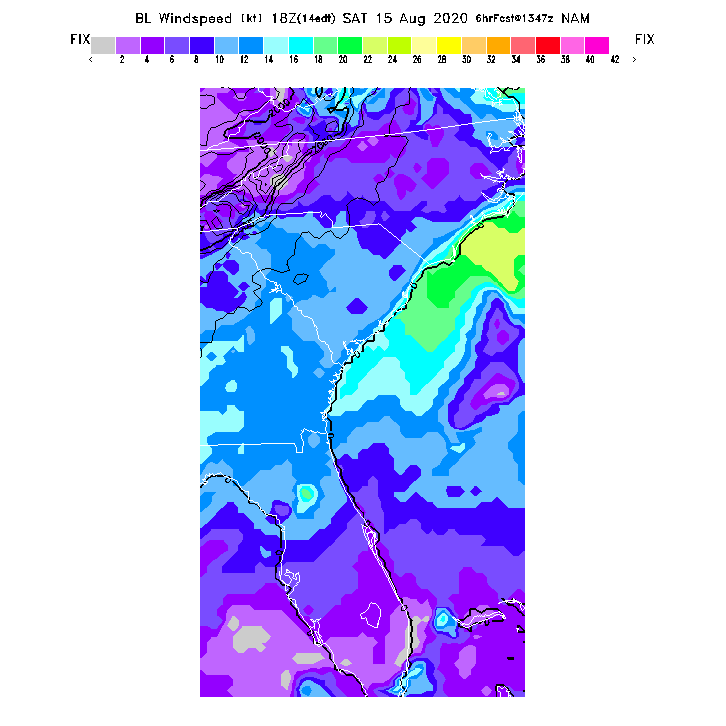 BL Windspeed [kt] 18Z(14edt) SAT 15 Aug 2020 6hrFcst@1347z NAM
FIX FIX
< 2 4 6 8 10 12 14 16 18 20 22 24 26 28 30 32 34 36 38 40 42 >